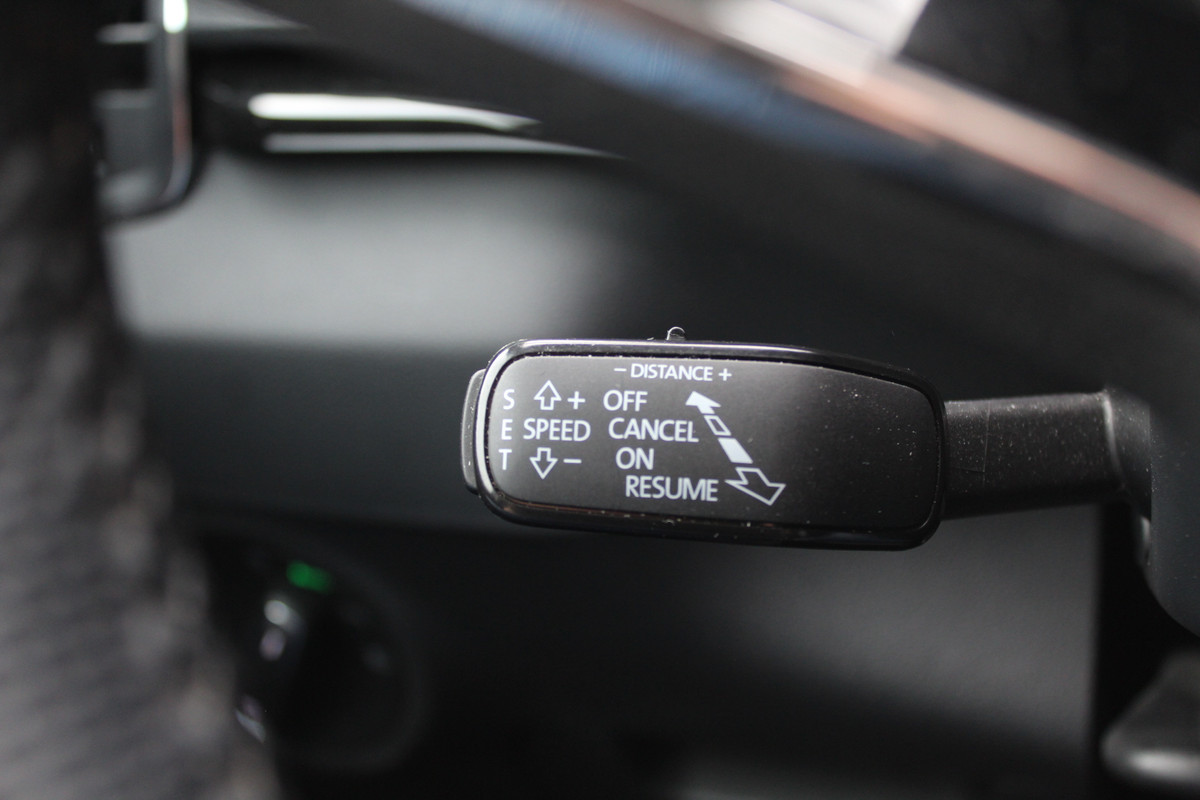 − DISTANCE +
S + OFF
E SPEED CANCEL
T − ON
RESUME